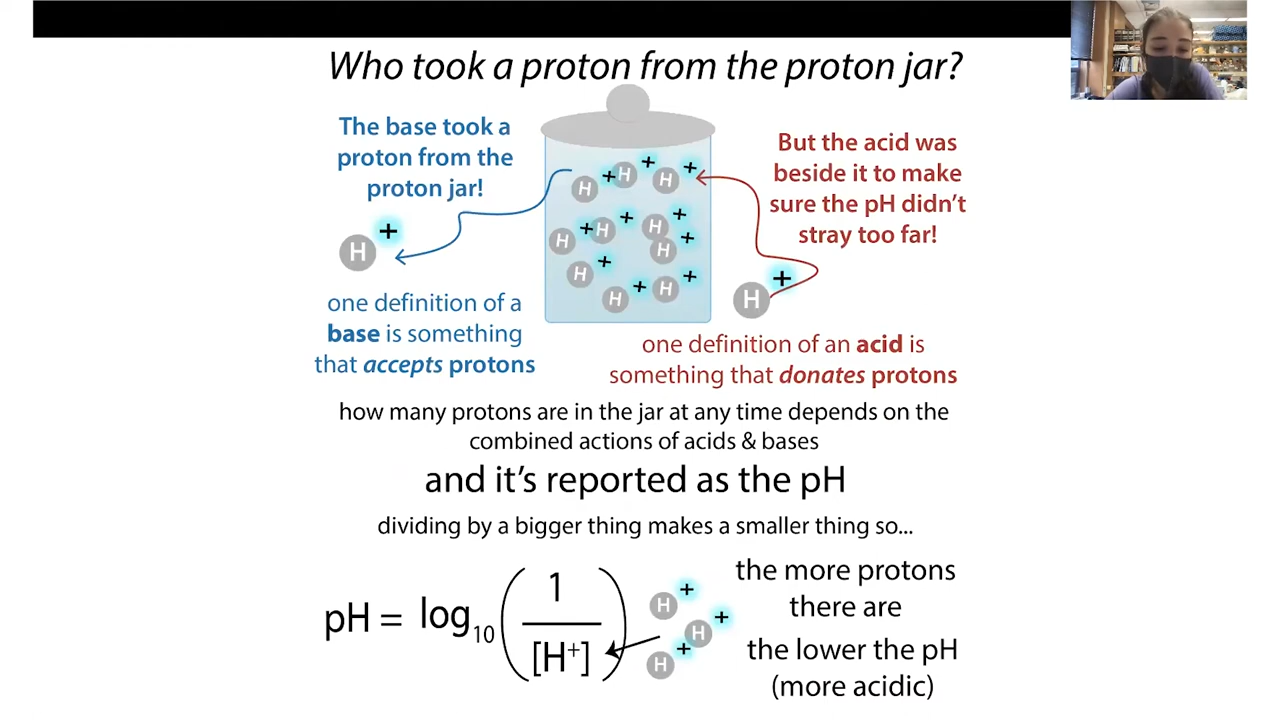 Who took a proton from the proton jar?
The base took a
proton from the
proton jar!
H +
one definition of a
base is something
that accepts protons
H + H + H +
H + H + H +
H + H +
H + H +
But the acid was
beside it to make
sure the pH didn’t
stray too far!
H +
one definition of an acid is
something that donates protons
how many protons are in the jar at any time depends on the
combined actions of acids & bases
and it’s reported as the pH
dividing by a bigger thing makes a smaller thing so...
pH = log10 ( 1 / [H+] )
H +
H +
H +
the more protons
there are
the lower the pH
(more acidic)